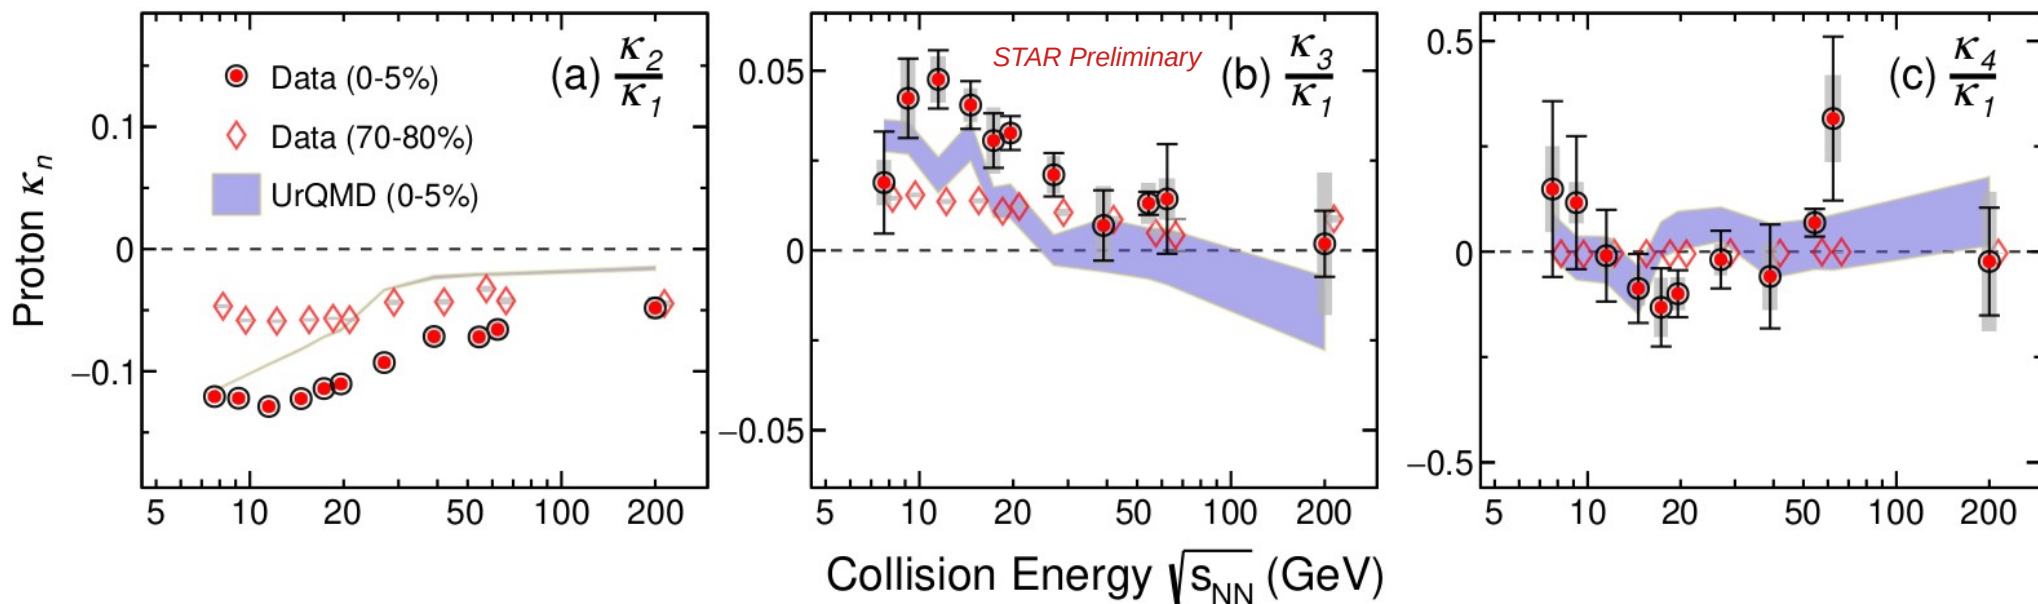 Proton κn
Data (0-5%)
Data (70-80%)
UrQMD (0-5%)
(a) κ2/κ1
0.1
0
−0.1
5 10 20 50 100 200
STAR Preliminary
(b) κ3/κ1
0.05
0
−0.05
5 10 20 50 100 200
(c) κ4/κ1
0.5
0
−0.5
5 10 20 50 100 200
Collision Energy √sNN (GeV)